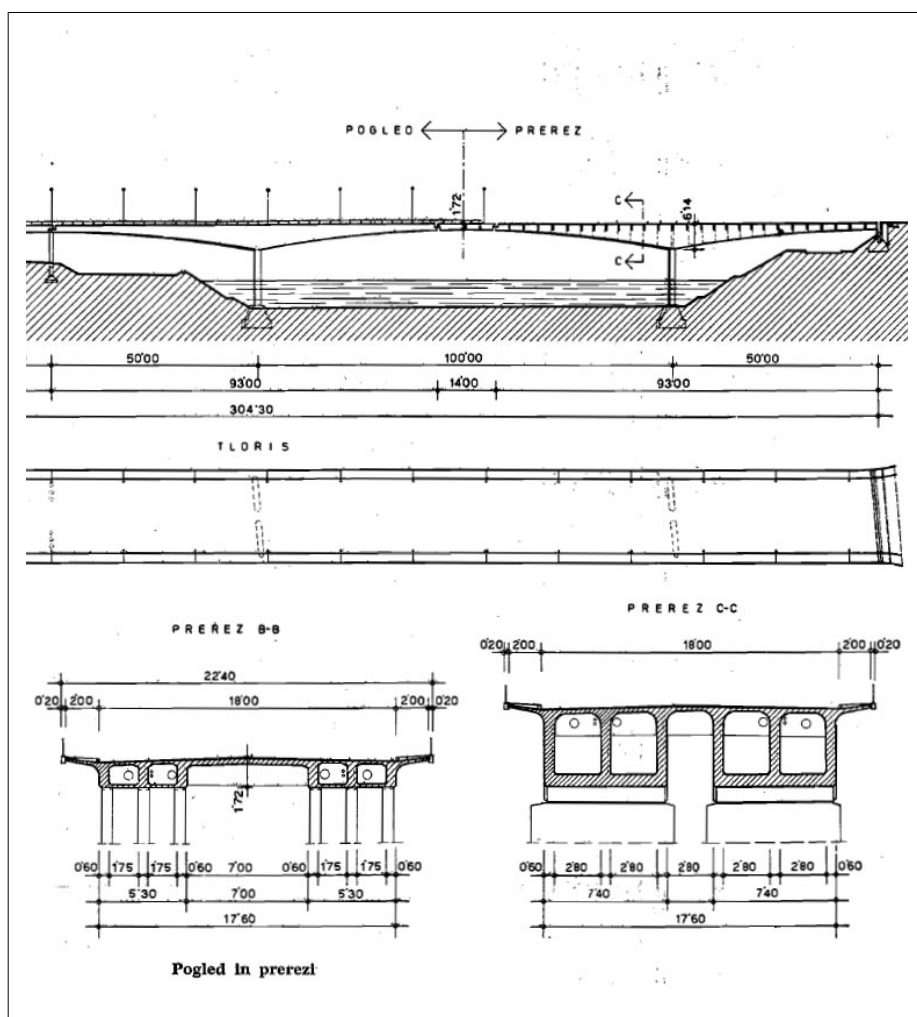 POGLED PREREZ
1'72
C
6'14
C
50'00 100'00 50'00
93'00 14'00 93'00
304'30
TLORIS
PREREZ B-B
22'40
0'20 2'00 18'00 2'00 0'20
1'72
0'60 1'75 1'75 0'60 7'00 0'60 1'75 1'75 0'60
5'30 7'00 5'30
17'60
PREREZ C-C
0'20 2'00 18'00 2'00 0'20
0'60 2'80 2'80 2'80 2'80 2'80 0'60
7'40 7'40
17'60
Pogled in prerezi